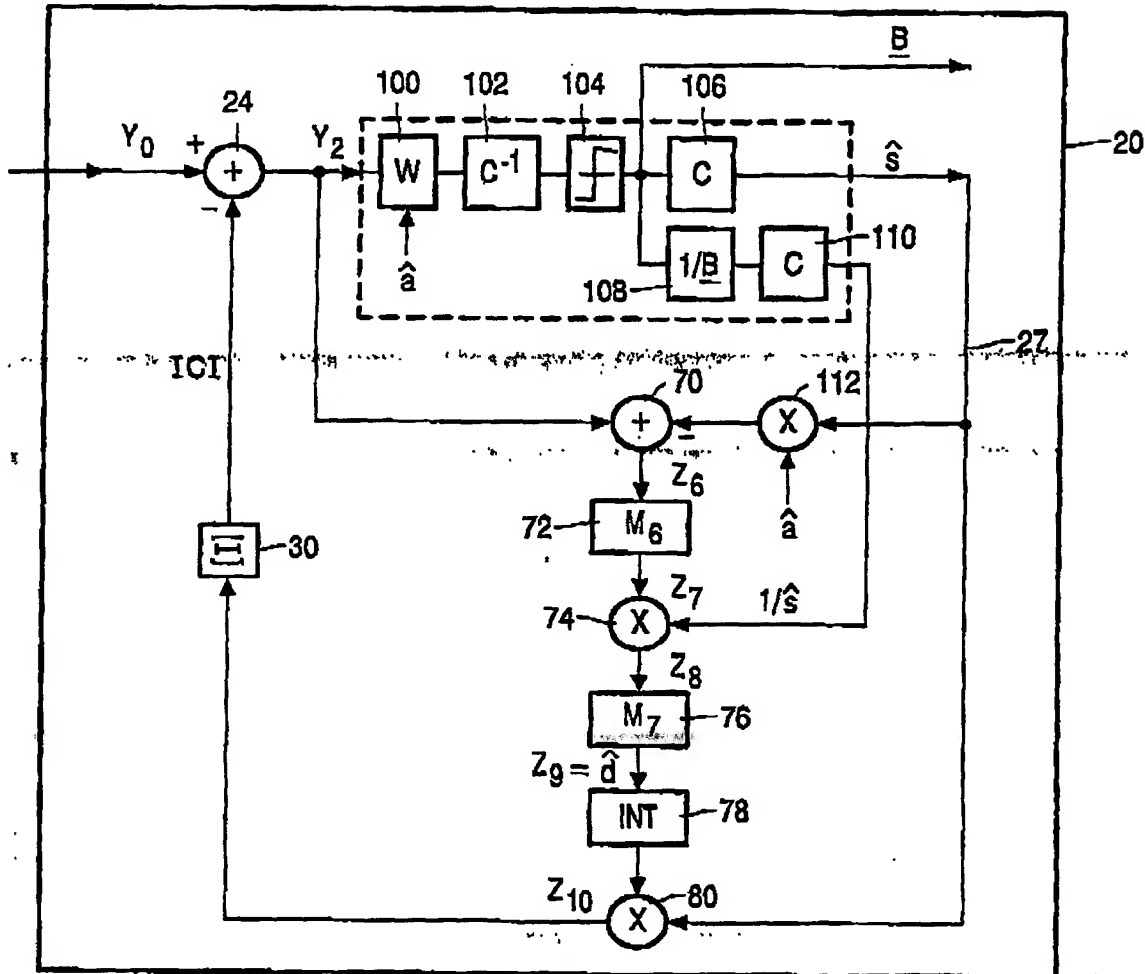 B
100
102
104
106
24
20
Y₀
+
Y₂
ŝ
+
W
C⁻¹
C
−
110
â
1/B
C
108
27
ICI
70
112
+
−
X
Z₆
â
72
M₆
Ξ
30
Z₇
1/ŝ
74
X
Z₈
M₇
76
Z₉ = d̂
INT
78
Z₁₀
80
X